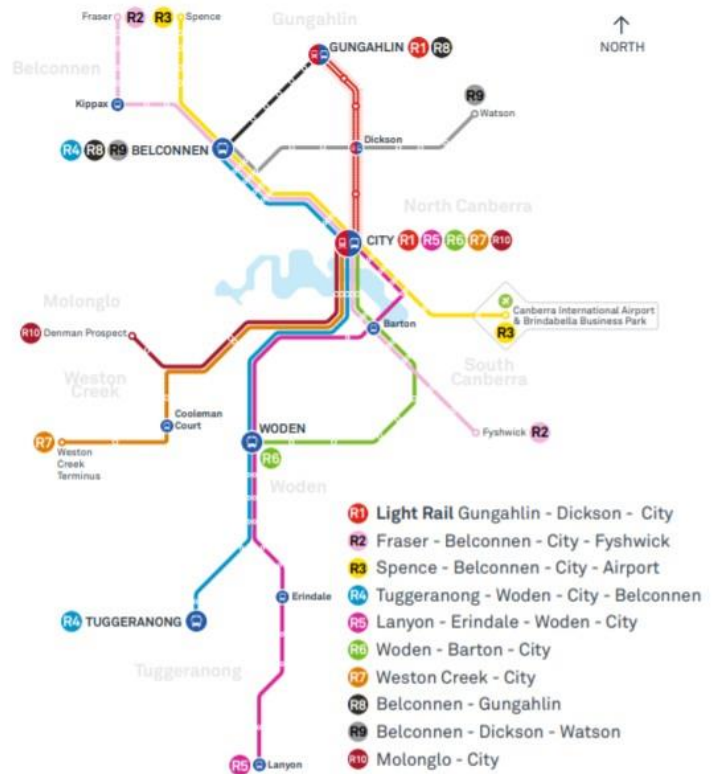 Gungahlin
Fraser R2 R3 Spence
NORTH
GUNGAHLIN R1 R8
Belconnen
Kippax
R9
Watson
Dickson
R4 R8 R9 BELCONNEN
North Canberra
CITY R1 R5 R6 R7 R10
Molonglo
Canberra International Airport
& Brindabella Business Park
R3
R10 Denman Prospect
Barton
South
Canberra
Weston
Creek
Cooleman
Court
WODEN
R6
Fyshwick R2
R7 Weston
Creek
Terminus
Woden
R1 Light Rail Gungahlin - Dickson - City
R2 Fraser - Belconnen - City - Fyshwick
R3 Spence - Belconnen - City - Airport
R4 Tuggeranong - Woden - City - Belconnen
R5 Lanyon - Erindale - Woden - City
R6 Woden - Barton - City
R7 Weston Creek - City
R8 Belconnen - Gungahlin
R9 Belconnen - Dickson - Watson
R10 Molonglo - City
Erindale
R4 TUGGERANONG
Tuggeranong
R5 Lanyon